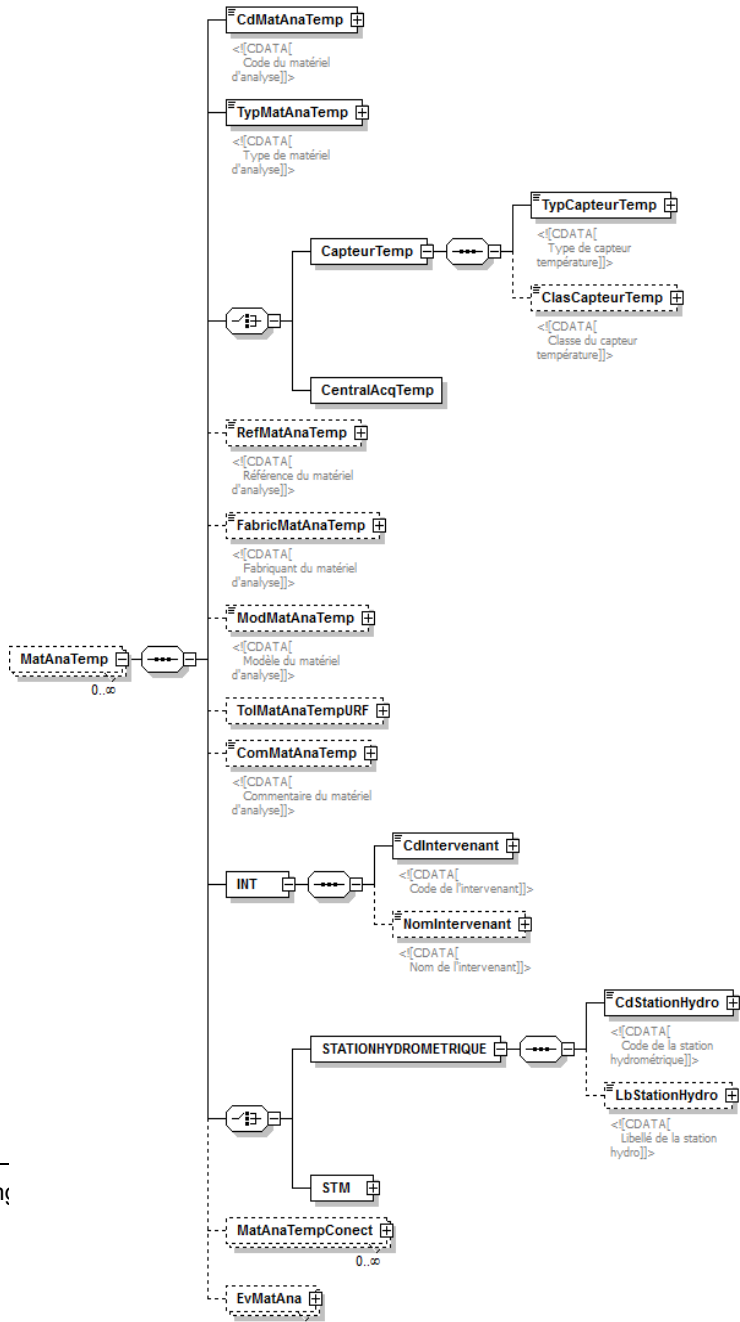 CdMatAnaTemp
<![CDATA[
Code du matériel
d'analyse]]>
TypMatAnaTemp
<![CDATA[
Type de matériel
d'analyse]]>
TypCapteurTemp
<![CDATA[
Type de capteur
température]]>
CapteurTemp
ClasCapteurTemp
<![CDATA[
Classe du capteur
température]]>
CentralAcqTemp
RefMatAnaTemp
<![CDATA[
Référence du matériel
d'analyse]]>
FabricMatAnaTemp
<![CDATA[
Fabriquant du matériel
d'analyse]]>
ModMatAnaTemp
<![CDATA[
Modèle du matériel
d'analyse]]>
MatAnaTemp
0..∞
TolMatAnaTempURF
ComMatAnaTemp
<![CDATA[
Commentaire du matériel
d'analyse]]>
CdIntervenant
<![CDATA[
Code de l'intervenant]]>
INT
NomIntervenant
<![CDATA[
Nom de l'intervenant]]>
CdStationHydro
<![CDATA[
Code de la station
hydrométrique]]>
STATIONHYDROMETRIQUE
LbStationHydro
<![CDATA[
Libellé de la station
hydro]]>
STM
MatAnaTempConect
0..∞
EvMatAna